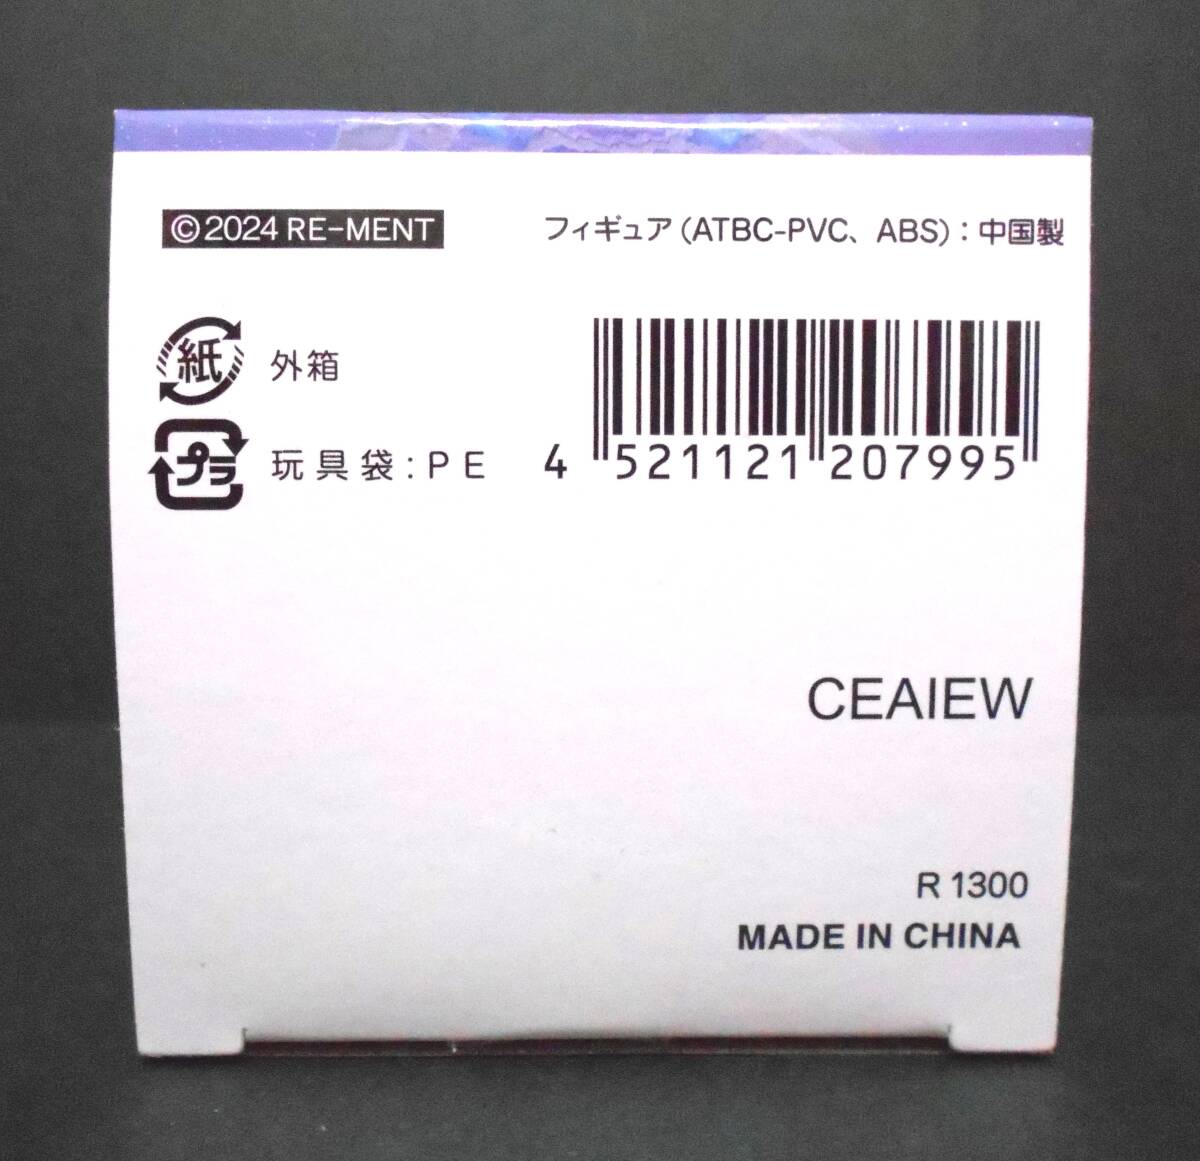 ©2024 RE-MENT
フィギュア (ATBC-PVC、ABS)：中国製
紙 外箱
プラ 玩具袋：PE
4 521121 207995
CEAIEW
R 1300
MADE IN CHINA